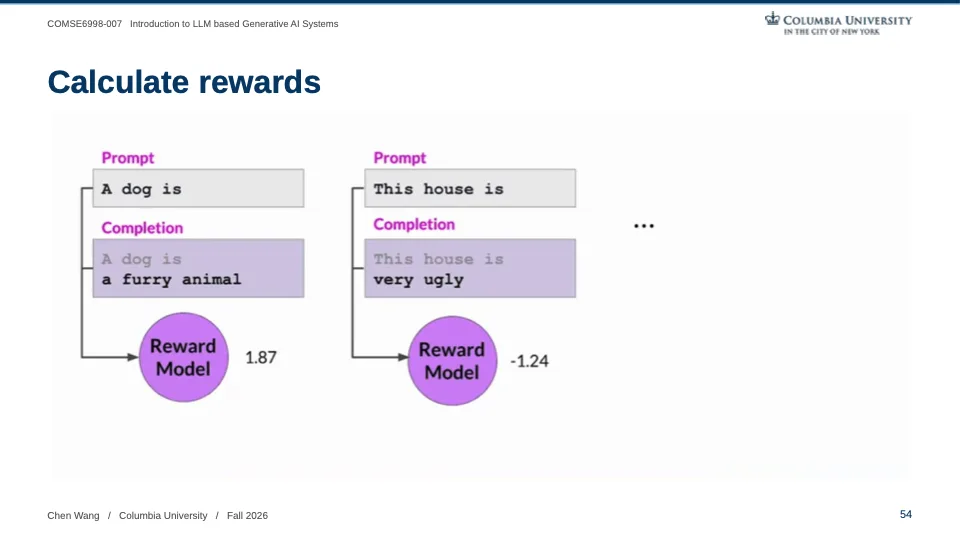 COMSE6998-007 Introduction to LLM based Generative AI Systems
COLUMBIA UNIVERSITY
IN THE CITY OF NEW YORK
Calculate rewards
Prompt
A dog is
Completion
A dog is
a furry animal
Reward
Model
1.87
Prompt
This house is
Completion
This house is
very ugly
Reward
Model
-1.24
...
Chen Wang / Columbia University / Fall 2026
54